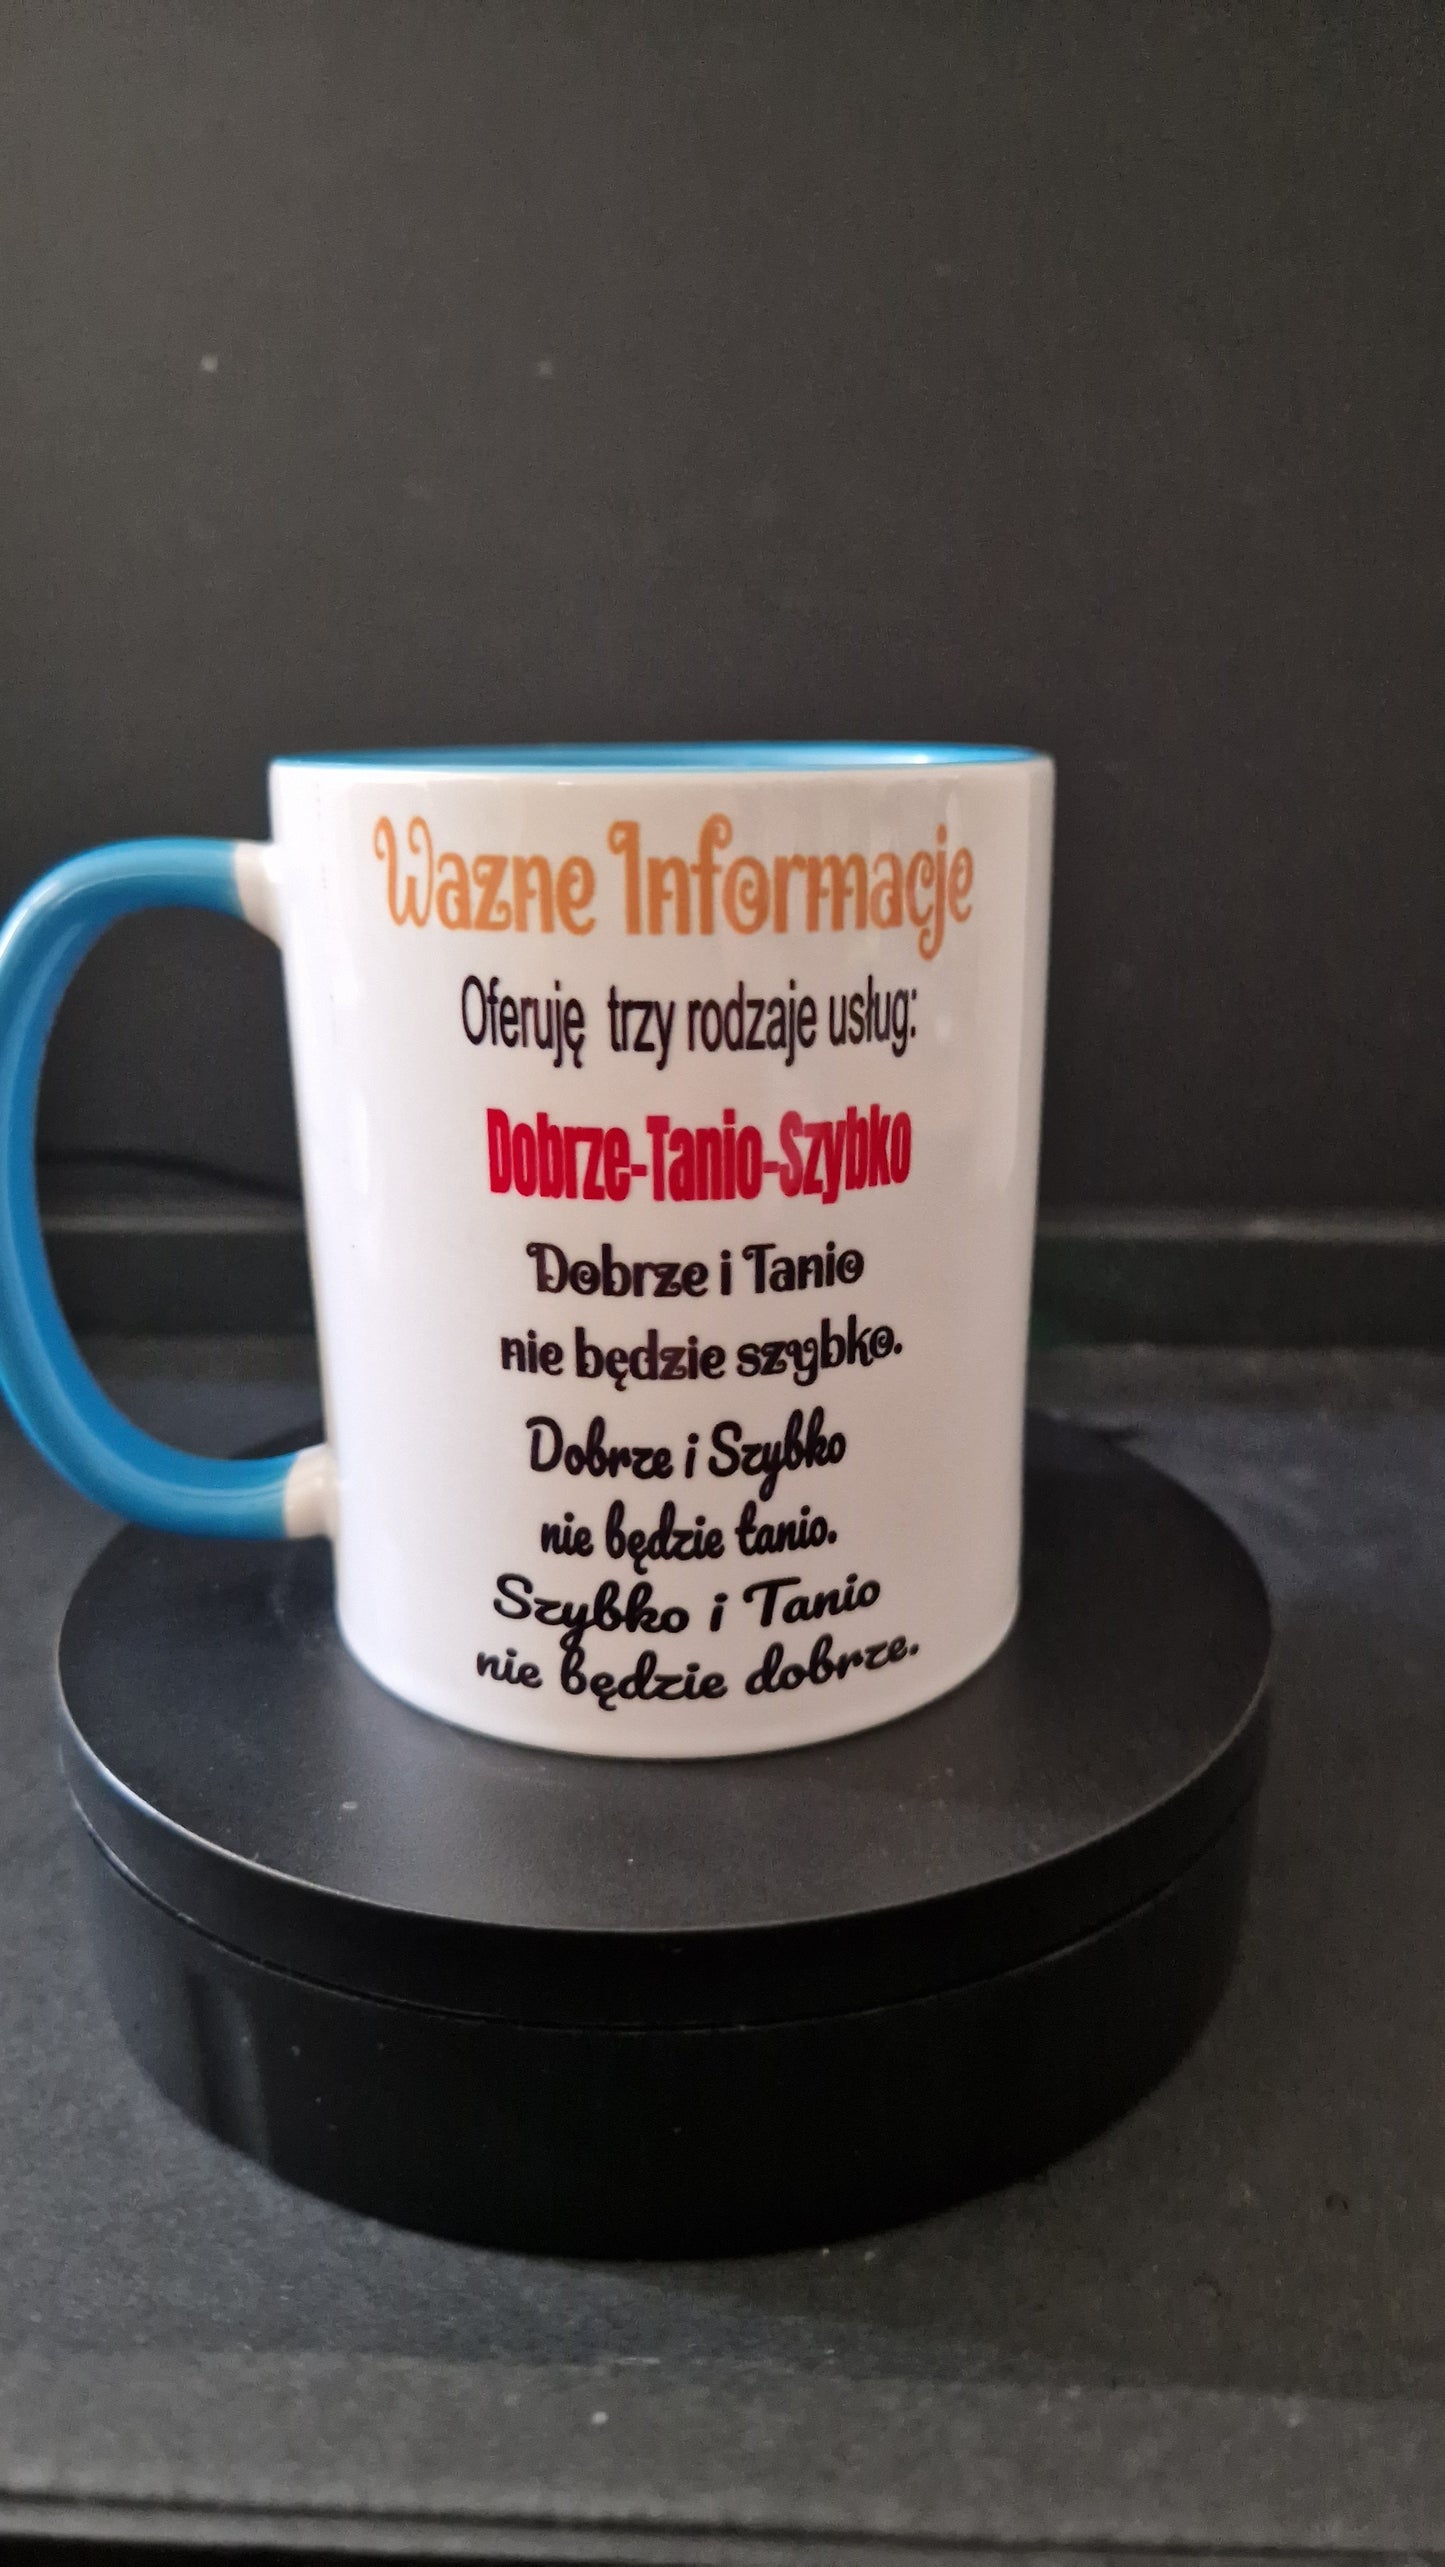 Wazne Informacje
Oferuję trzy rodzaje usług:
Dobrze-Tanio-Szybko
Dobrze i Tanio
nie będzie szybko.
Dobrze i Szybko
nie będzie tanio.
Szybko i Tanio
nie będzie dobrze.